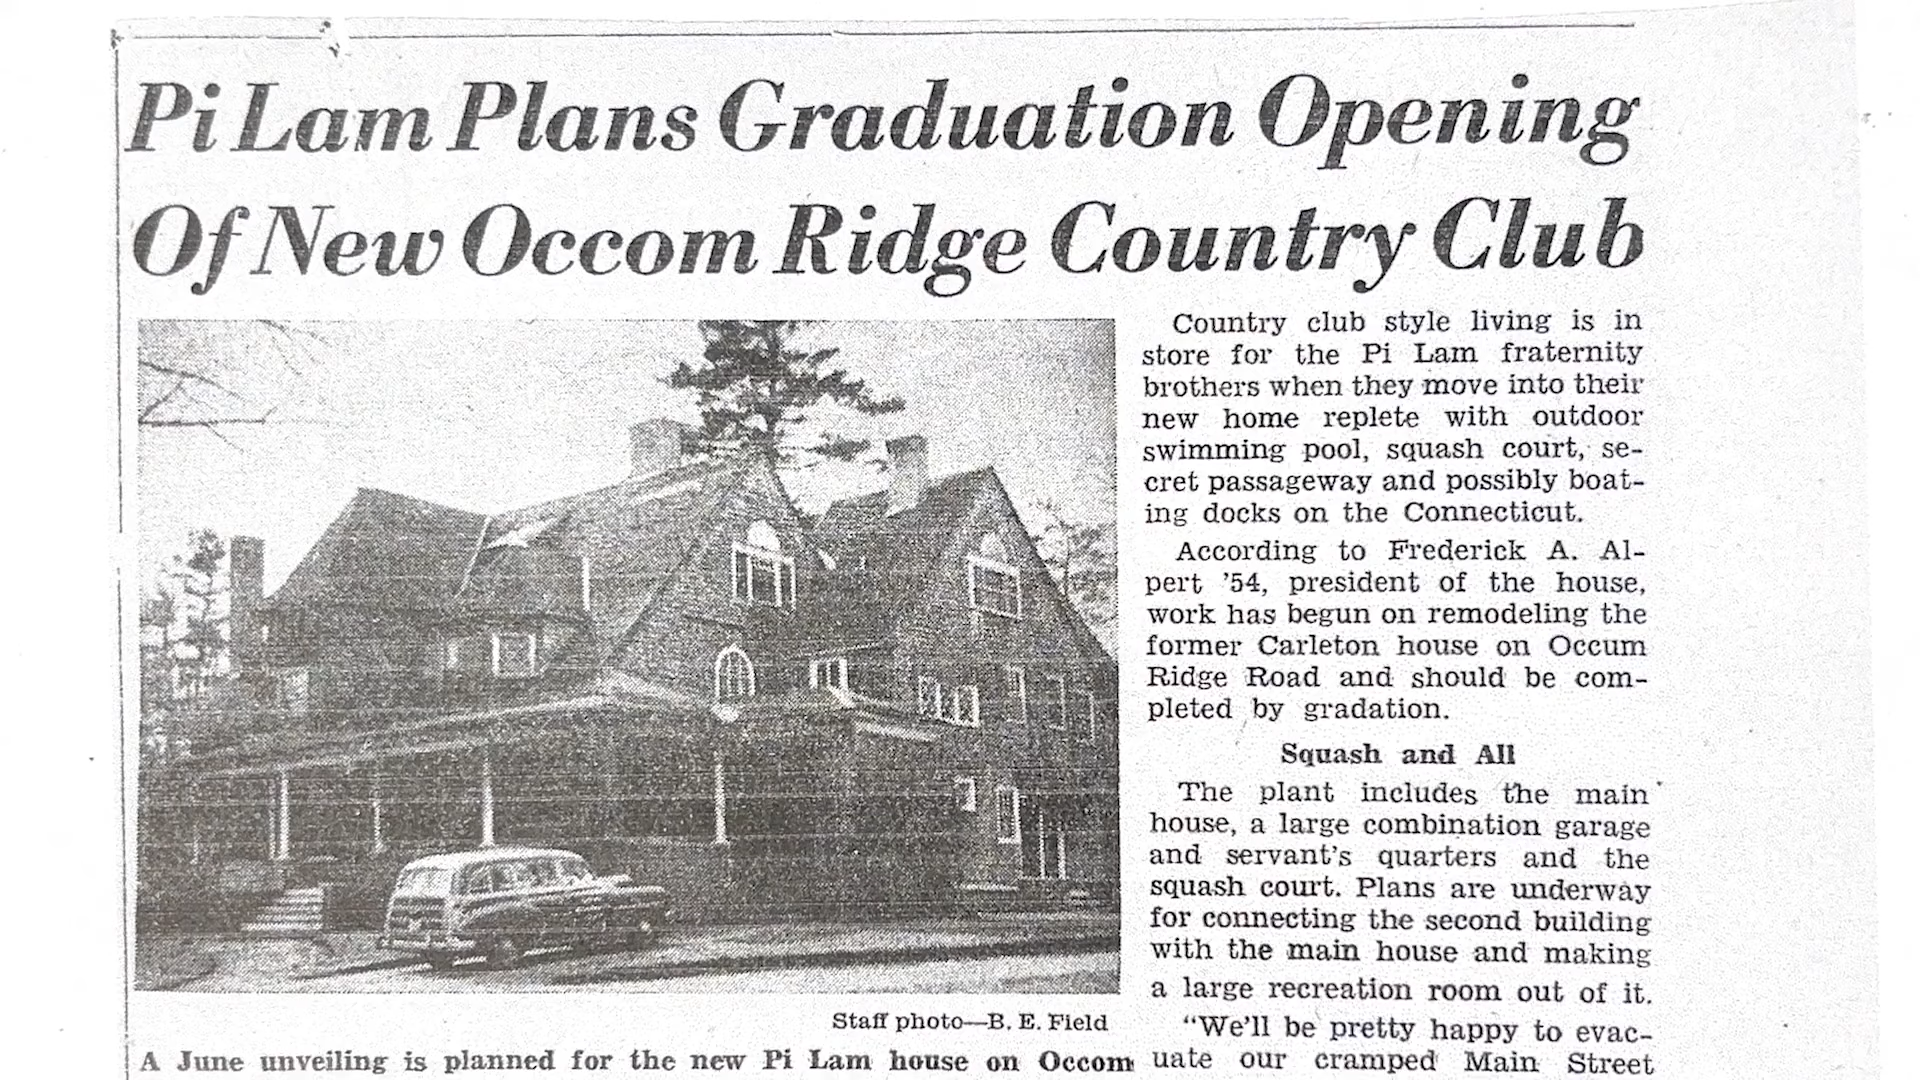 Pi Lam Plans Graduation Opening
Of New Occom Ridge Country Club
Country club style living is in
store for the Pi Lam fraternity
brothers when they move into their
new home replete with outdoor
swimming pool, squash court, se-
cret passageway and possibly boat-
ing docks on the Connecticut.
According to Frederick A. Al-
pert '54, president of the house,
work has begun on remodeling the
former Carleton house on Occum
Ridge Road and should be com-
pleted by gradation.
Squash and All
The plant includes the main
house, a large combination garage
and servant's quarters and the
squash court. Plans are underway
for connecting the second building
with the main house and making
a large recreation room out of it.
"We'll be pretty happy to evac-
uate our cramped Main Street
Staff photo—B. E. Field
A June unveiling is planned for the new Pi Lam house on Occom